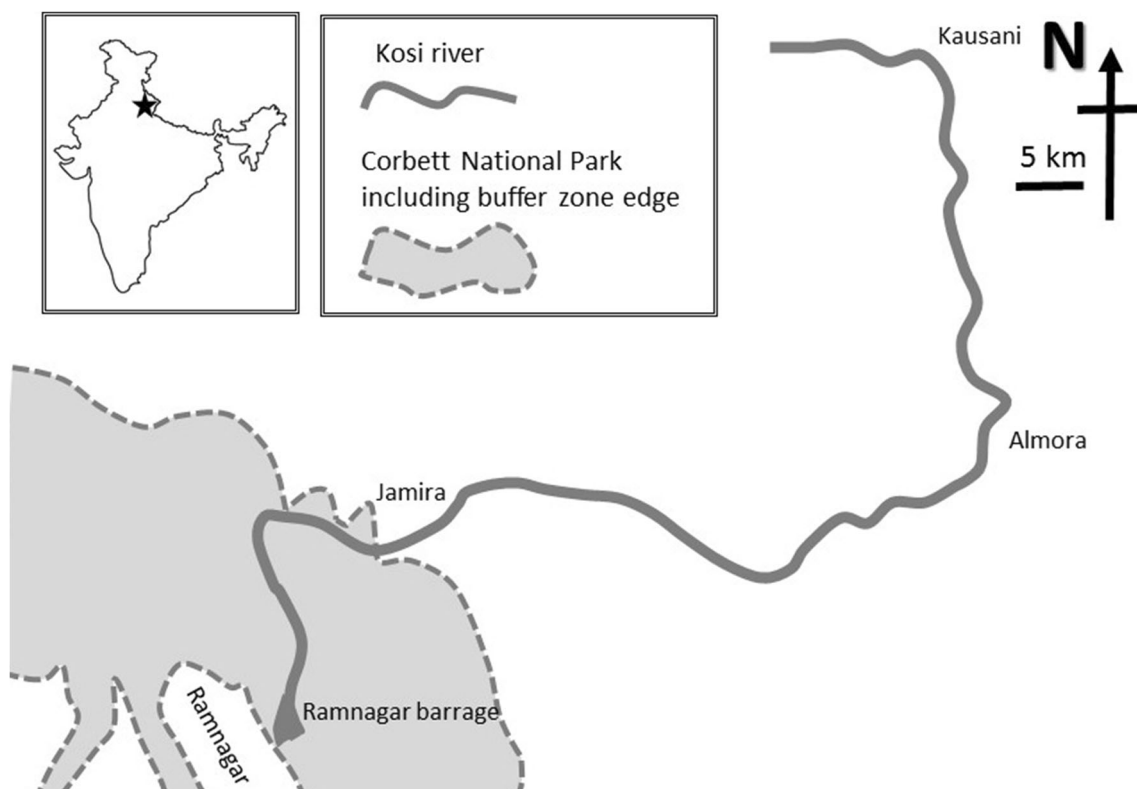 Kosi river
Corbett National Park
including buffer zone edge
Kausani
N
5 km
Almora
Jamira
Ramnagar barrage
Ramnagar